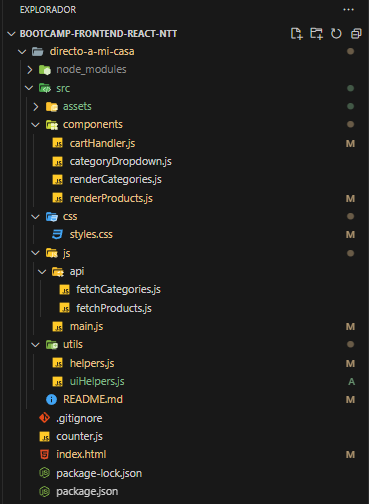 EXPLORADOR
BOOTCAMP-FRONTEND-REACT-NTT
directo-a-mi-casa
node_modules
src
assets
components
JS cartHandler.js M
JS categoryDropdown.js
JS renderCategories.js
JS renderProducts.js M
css
styles.css M
js
api
JS fetchCategories.js
JS fetchProducts.js
JS main.js M
utils
JS helpers.js M
JS uiHelpers.js A
README.md M
.gitignore
JS counter.js
index.html M
package-lock.json
package.json